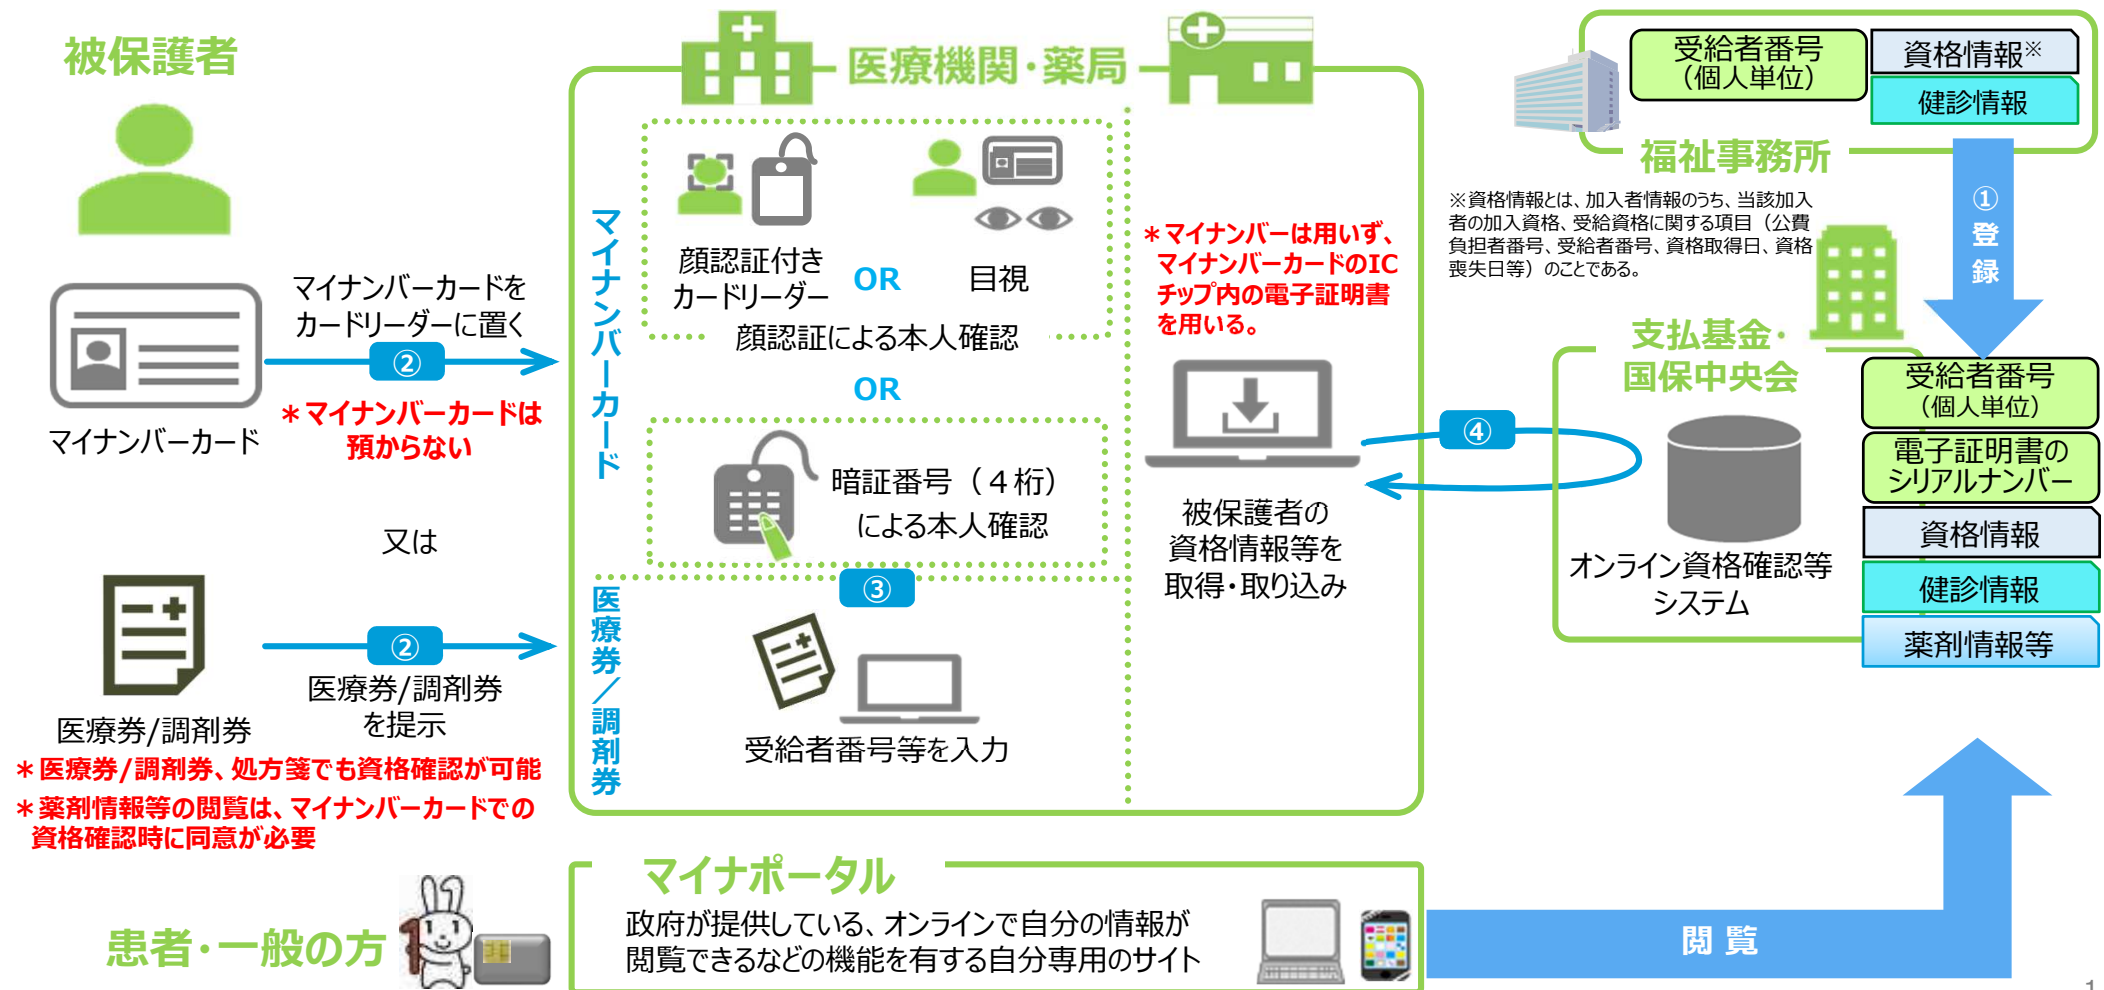 被保護者
マイナンバーカードを
カードリーダーに置く
②
＊マイナンバーカードは
預からない
マイナンバーカード
又は
②
医療券/調剤券
を提示
医療券/調剤券
＊医療券/調剤券、処方箋でも資格確認が可能
＊薬剤情報等の閲覧は、マイナンバーカードでの
資格確認時に同意が必要
医療機関・薬局
マイナンバーカード
顔認証付き
カードリーダー
OR
目視
顔認証による本人確認
OR
暗証番号（４桁）
による本人確認
③
医療券／調剤券
受給者番号等を入力
＊マイナンバーは用いず、
マイナンバーカードのIC
チップ内の電子証明書
を用いる。
被保護者の
資格情報等を
取得・取り込み
④
受給者番号
（個人単位）
資格情報※
健診情報
福祉事務所
※資格情報とは、加入者情報のうち、当該加入
者の加入資格、受給資格に関する項目（公費
負担者番号、受給者番号、資格取得日、資格
喪失日等）のことである。
①
登
録
支払基金・
国保中央会
オンライン資格確認等
システム
受給者番号
（個人単位）
電子証明書の
シリアルナンバー
資格情報
健診情報
薬剤情報等
患者・一般の方
マイナポータル
政府が提供している、オンラインで自分の情報が
閲覧できるなどの機能を有する自分専用のサイト
閲覧
1